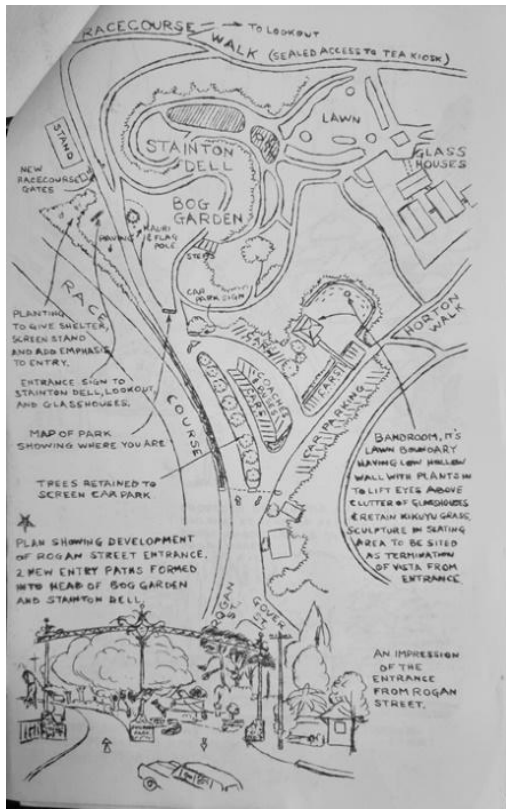 RACECOURSE
WALK (SEALED ACCESS TO TEA KIOSK)
TO LOOKOUT
STAND
LAWN
STAINTON
DELL
GLASS
HOUSES
NEW
RACECOURSE
GATES
BOG
GARDEN
KAURI
& FLAG
POLE
PAVING
STEPS
CAR
PARK SIGN
RACE
COURSE
HORTON
WALK
PLANTING
TO GIVE SHELTER,
SCREEN STAND
AND ADD EMPHASIS
TO ENTRY.
ENTRANCE SIGN TO
STAINTON DELL, LOOKOUT
AND GLASEHOUSES.
MAP OF PARK
SHOWING WHERE YOU ARE
TREES RETAINED TO
SCREEN CAR PARK.
COACHES
& BUSES
CARS
CARS
CAR PARKING
BANDROOM, IT'S
LAWN BOUNDARY
HAVING LOW HOLLOW
WALL WITH PLANTS IN
TO LIFT EYES ABOVE
CLUTTER OF GLASSHOUSES
& RETAIN KIKUYU GRASS.
SCULPTURE IN SEATING
AREA TO BE SITED
AS TERMINATION
OF VISTA FROM
ENTRANCE.
PLAN SHOWING DEVELOPMENT
OF ROGAN STREET ENTRANCE.
2 NEW ENTRY PATHS FORMED
INTO HEAD OF BOG GARDEN
AND STAINTON DELL.
ROGAN
ST.
GOVER
ST.
AN IMPRESSION
OF THE
ENTRANCE
FROM ROGAN
STREET.